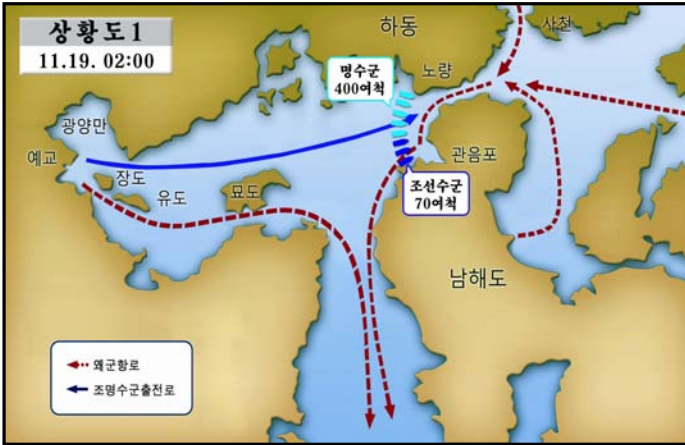 상황도 1
11.19. 02:00
하동
사천
명수군
400여척
노량
광양만
예교
장도
유도
묘도
관음포
조선수군
70여척
남해도
왜군항로
조명수군출전로